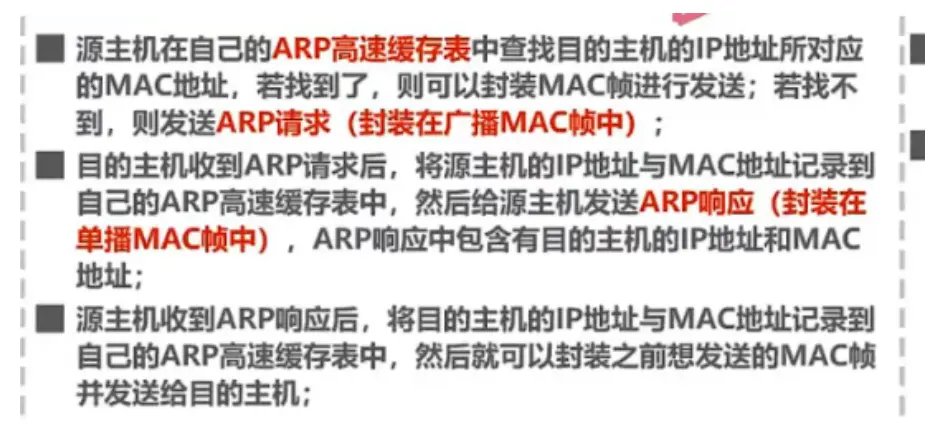 源主机在自己的ARP高速缓存表中查找目的主机的IP地址所对应
的MAC地址，若找到了，则可以封装MAC帧进行发送；若找不
到，则发送ARP请求（封装在广播MAC帧中）；
目的主机收到ARP请求后，将源主机的IP地址与MAC地址记录到
自己的ARP高速缓存表中，然后给源主机发送ARP响应（封装在
单播MAC帧中），ARP响应中包含有目的主机的IP地址和MAC
地址；
源主机收到ARP响应后，将目的主机的IP地址与MAC地址记录到
自己的ARP高速缓存表中，然后就可以封装之前想发送的MAC帧
并发送给目的主机；